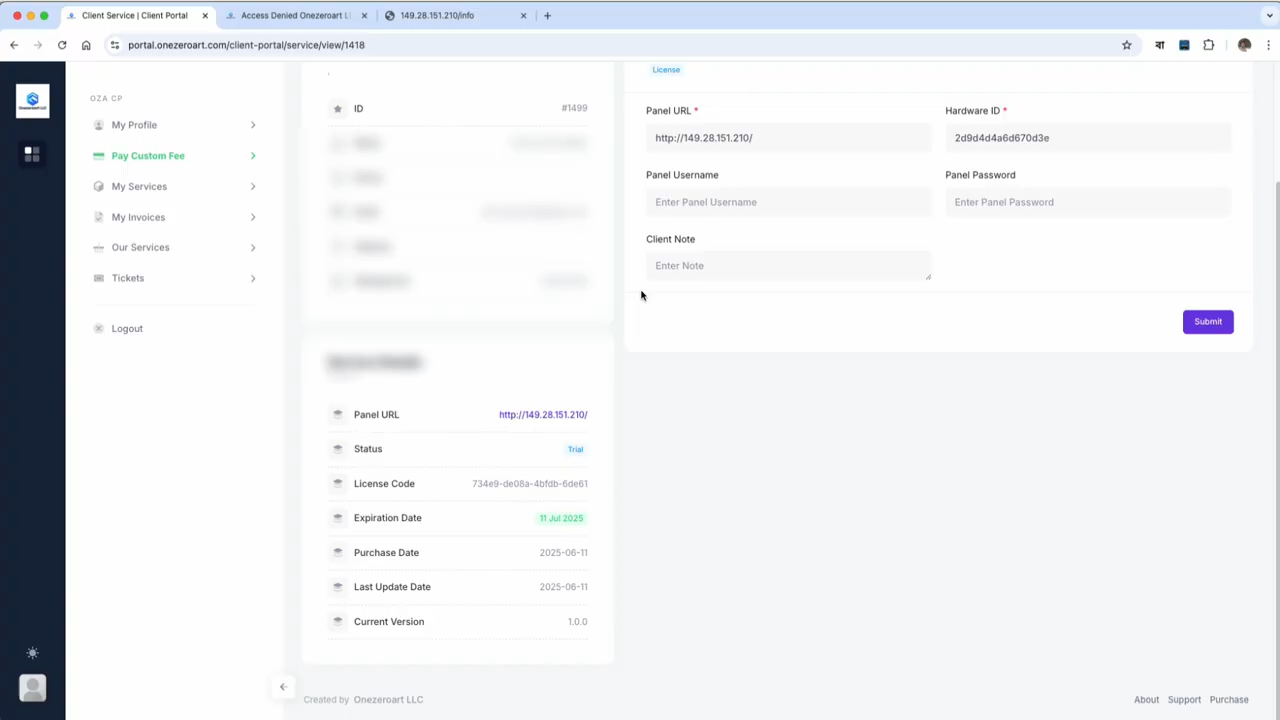 Client Service | Client Portal
Access Denied Onezeroart L
149.28.151.210/info
portal.onezeroart.com/client-portal/service/view/1418
বা
OZA CP
My Profile
Pay Custom Fee
My Services
My Invoices
Our Services
Tickets
Logout
ID #1499
Panel URL http://149.28.151.210/
Status Trial
License Code 734e9-de08a-4bfdb-6de61
Expiration Date 11 Jul 2025
Purchase Date 2025-06-11
Last Update Date 2025-06-11
Current Version 1.0.0
License
Panel URL * Hardware ID *
http://149.28.151.210/ 2d9d4d4a6d670d3e
Panel Username Panel Password
Enter Panel Username Enter Panel Password
Client Note
Enter Note
Submit
Created by Onezeroart LLC
About Support Purchase